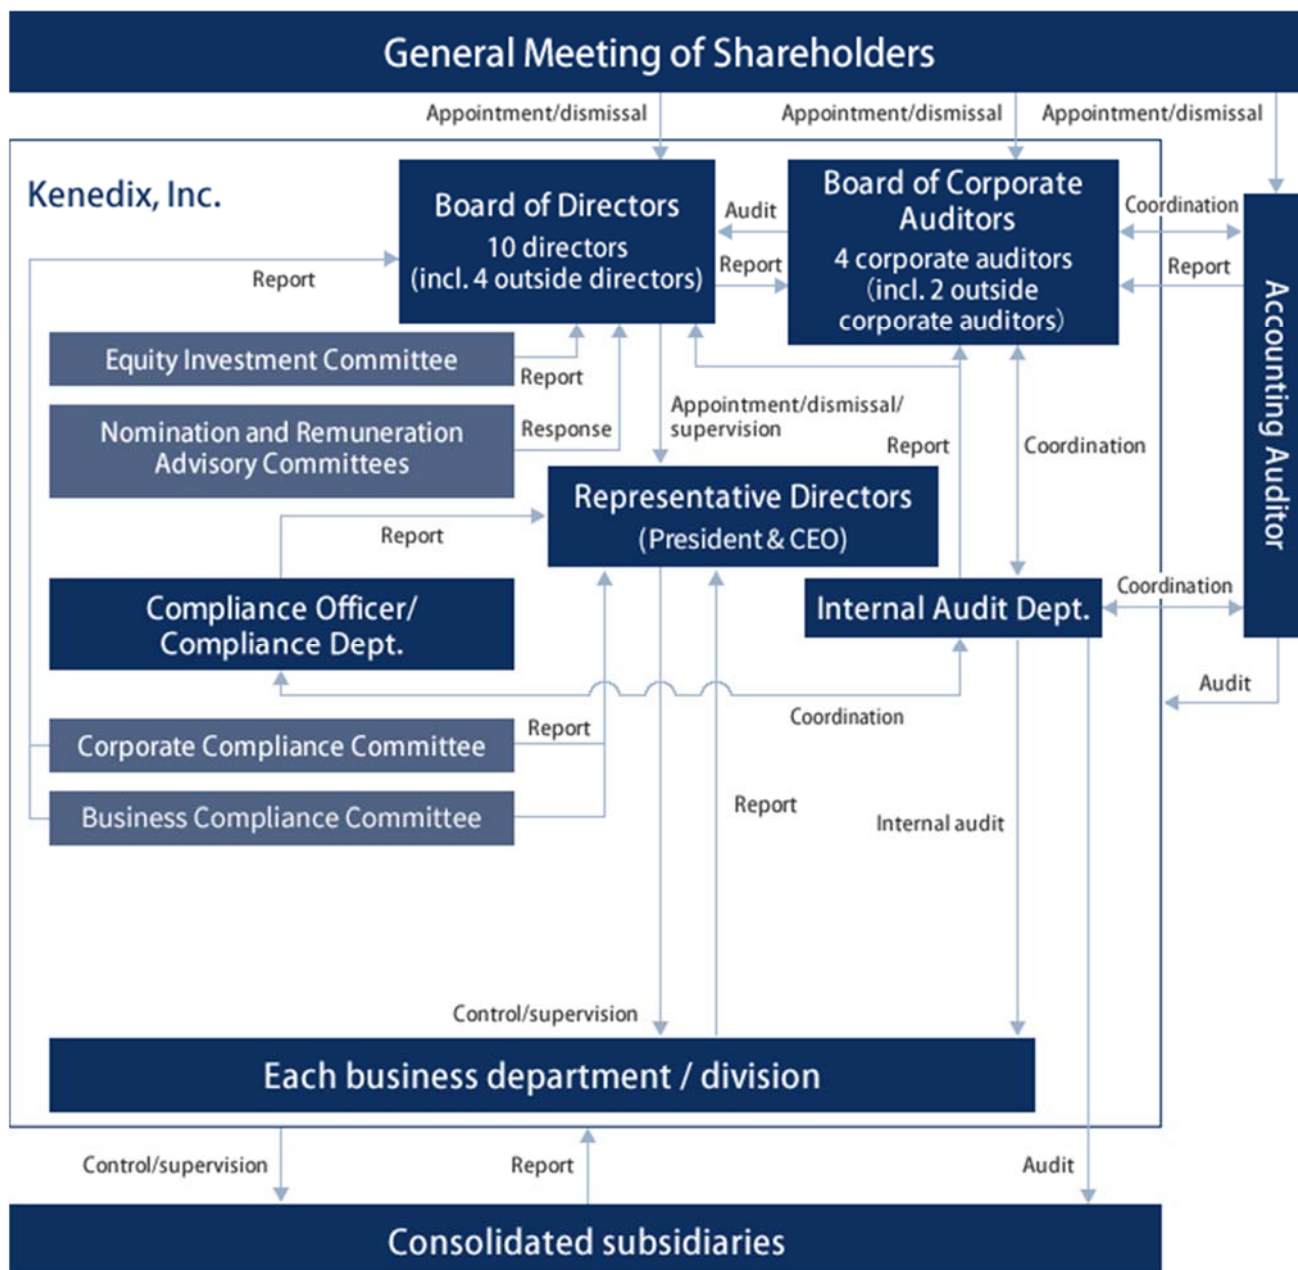 General Meeting of Shareholders
Appointment/dismissal
Appointment/dismissal
Appointment/dismissal
Kenedix, Inc.
Board of Directors
10 directors
(incl. 4 outside directors)
Audit
Report
Board of Corporate
Auditors
4 corporate auditors
(incl. 2 outside
corporate auditors)
Coordination
Report
Accounting Auditor
Report
Equity Investment Committee
Report
Nomination and Remuneration
Advisory Committees
Response
Appointment/dismissal/
supervision
Report
Coordination
Representative Directors
(President & CEO)
Report
Compliance Officer/
Compliance Dept.
Internal Audit Dept.
Coordination
Audit
Coordination
Corporate Compliance Committee
Report
Business Compliance Committee
Report
Internal audit
Control/supervision
Each business department / division
Control/supervision
Report
Audit
Consolidated subsidiaries